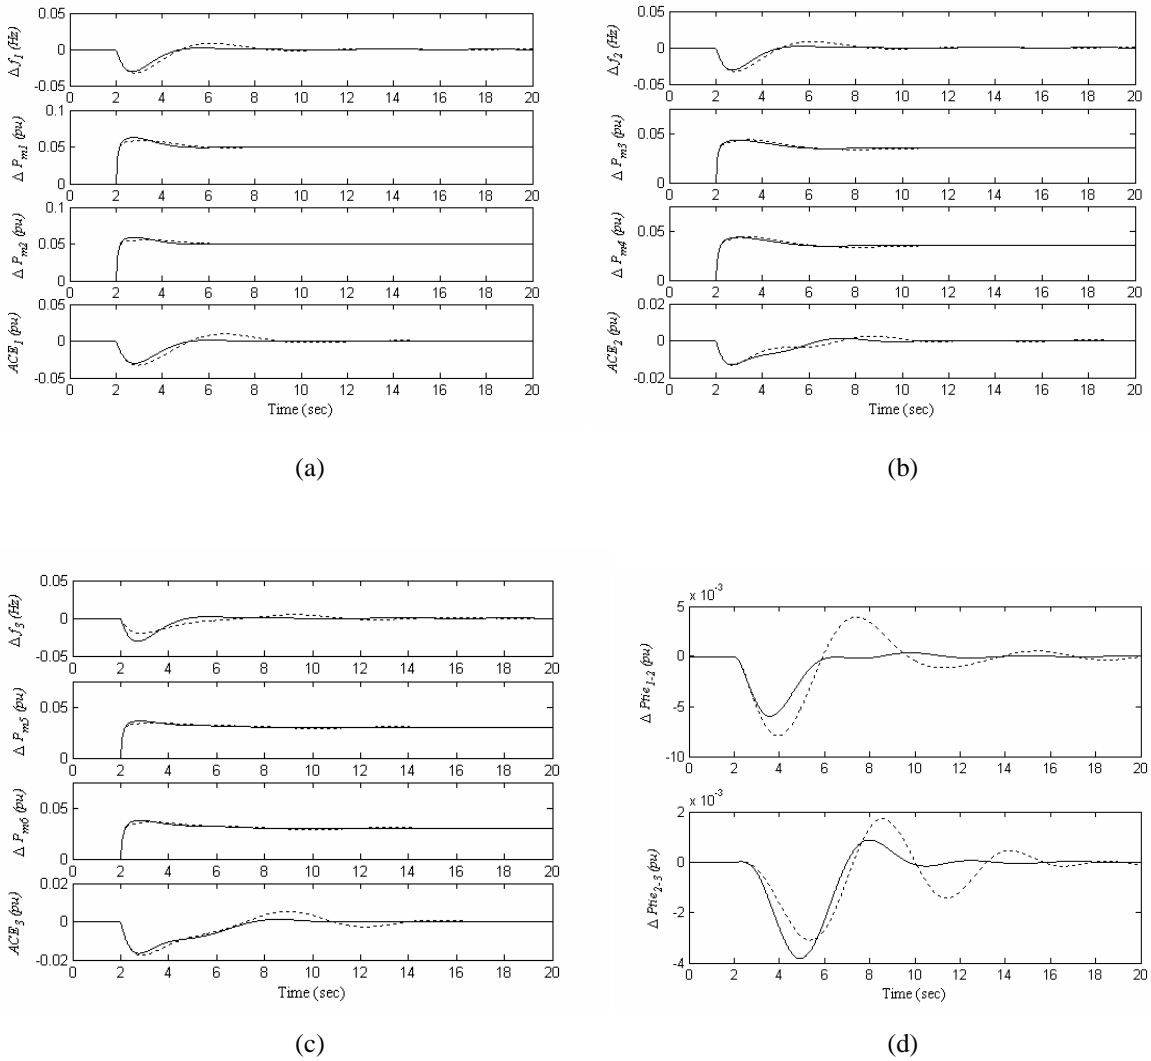 Δ f1 (Hz)
0.05
0
-0.05
0 2 4 6 8 10 12 14 16 18 20
Δ Pm1 (pu)
0.1
0.05
0
0 2 4 6 8 10 12 14 16 18 20
Δ Pm2 (pu)
0.1
0.05
0
0 2 4 6 8 10 12 14 16 18 20
ACE1 (pu)
0.05
0
-0.05
0 2 4 6 8 10 12 14 16 18 20
Time (sec)
(a)
Δ f2 (Hz)
0.05
0
-0.05
0 2 4 6 8 10 12 14 16 18 20
Δ Pm3 (pu)
0.05
0
0 2 4 6 8 10 12 14 16 18 20
Δ Pm4 (pu)
0.05
0
0 2 4 6 8 10 12 14 16 18 20
ACE2 (pu)
0.02
0
-0.02
0 2 4 6 8 10 12 14 16 18 20
Time (sec)
(b)
Δ f3 (Hz)
0.05
0
-0.05
0 2 4 6 8 10 12 14 16 18 20
Δ Pm5 (pu)
0.05
0
0 2 4 6 8 10 12 14 16 18 20
Δ Pm6 (pu)
0.05
0
0 2 4 6 8 10 12 14 16 18 20
ACE3 (pu)
0.02
0
-0.02
0 2 4 6 8 10 12 14 16 18 20
Time (sec)
(c)
x 10-3
Δ Ptie1-2 (pu)
5
0
-5
-10
0 2 4 6 8 10 12 14 16 18 20
x 10-3
Δ Ptie2-3 (pu)
2
0
-2
-4
0 2 4 6 8 10 12 14 16 18 20
Time (sec)
(d)